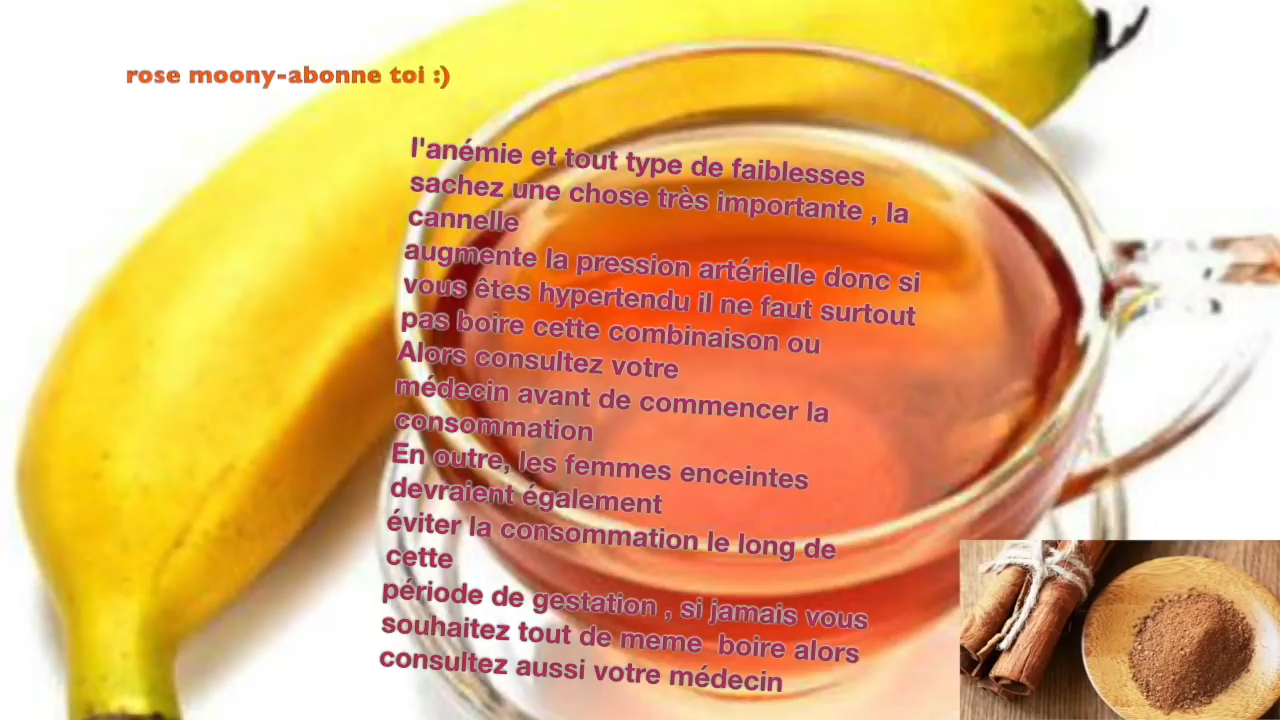 rose moony-abonne toi :)
l'anémie et tout type de faiblesses
sachez une chose très importante , la
cannelle
augmente la pression artérielle donc si
vous êtes hypertendu il ne faut surtout
pas boire cette combinaison ou
Alors consultez votre
médecin avant de commencer la
consommation
En outre, les femmes enceintes
devraient également
éviter la consommation le long de
cette
période de gestation , si jamais vous
souhaitez tout de meme  boire alors
consultez aussi votre médecin